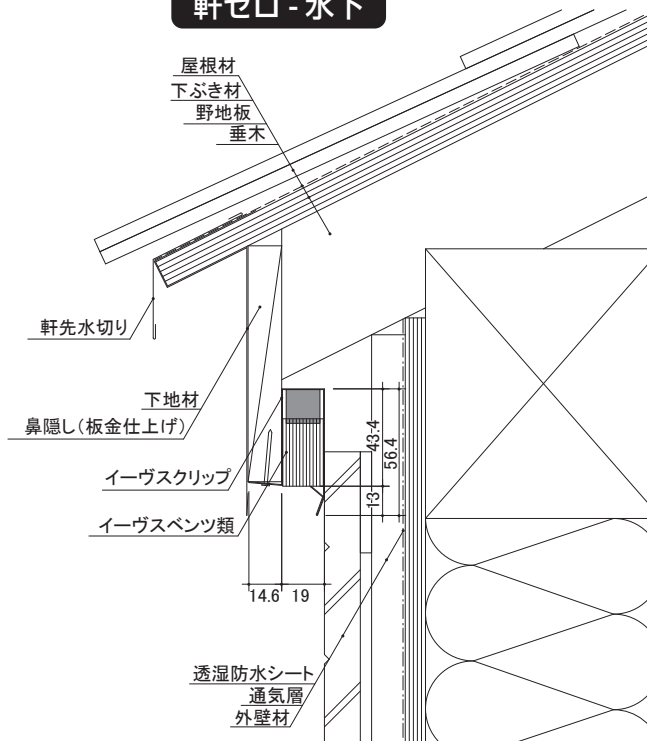 軒ゼロ - 水下
屋根材
下ぶき材
野地板
垂木
軒先水切り
下地材
鼻隠し（板金仕上げ）
イーヴスクリップ
イーヴスベンツ類
43.4
56.4
13
14.6 19
透湿防水シート
通気層
外壁材